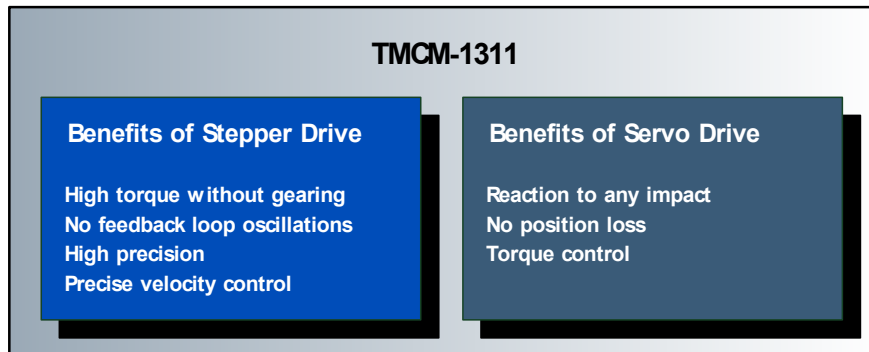 TMCM-1311
Benefits of Stepper Drive
High torque without gearing
No feedback loop oscillations
High precision
Precise velocity control
Benefits of Servo Drive
Reaction to any impact
No position loss
Torque control